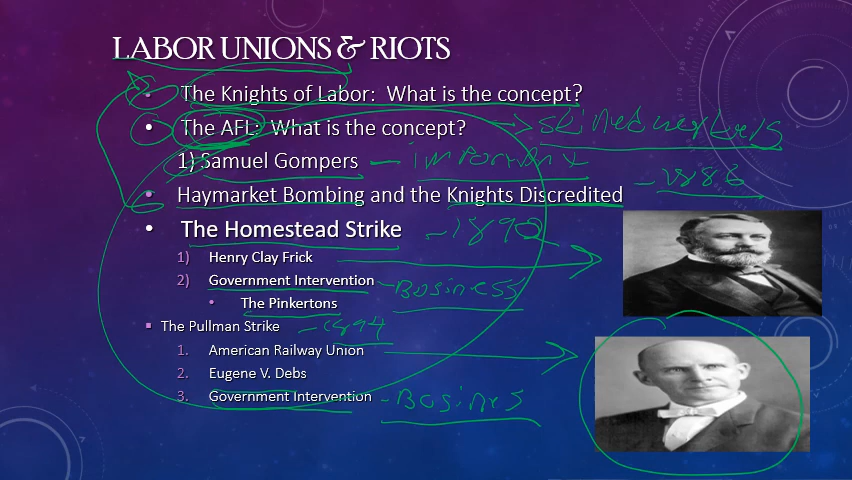 LABOR UNIONS & RIOTS
• The Knights of Labor: What is the concept?
• The AFL: What is the concept? → skilled workers
1) Samuel Gompers - important
• Haymarket Bombing and the Knights Discredited - 1886
• The Homestead Strike ~1892
1) Henry Clay Frick
2) Government Intervention - Business
• The Pinkertons
▪ The Pullman Strike - 1894
1. American Railway Union
2. Eugene V. Debs
3. Government Intervention - Busines